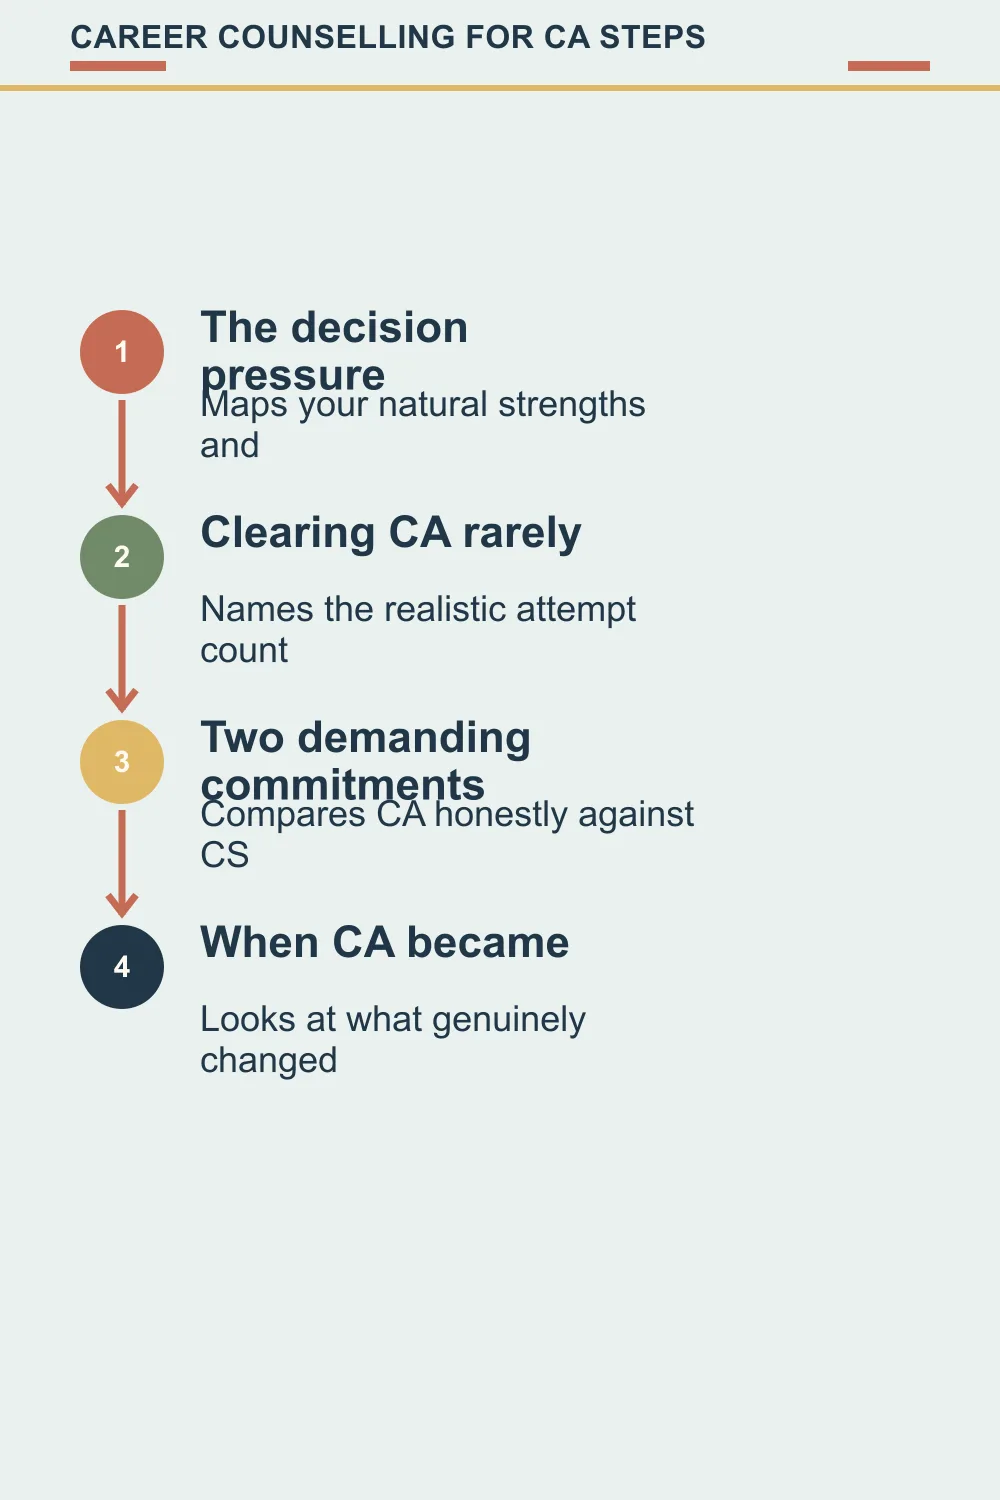 CAREER COUNSELLING FOR CA STEPS
1
The decision
pressure
Maps your natural strengths
and
2
Clearing CA rarely
Names the realistic attempt
count
3
Two demanding
commitments
Compares CA honestly against
CS
4
When CA became
Looks at what genuinely
changed